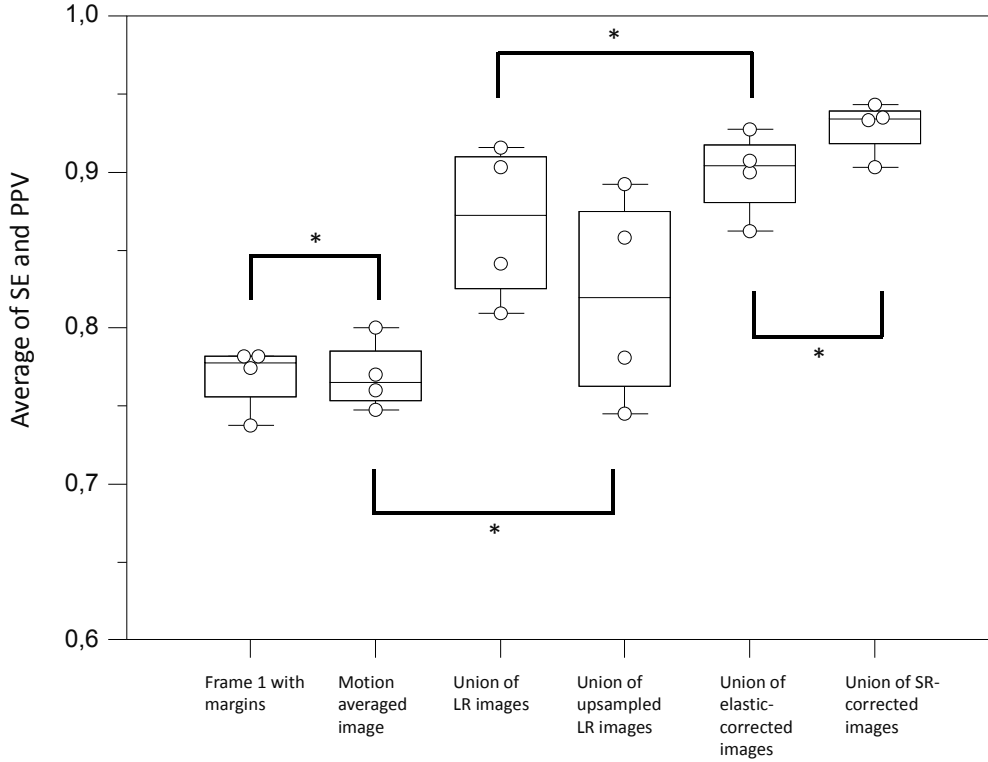 1,0
0,9
0,8
0,7
0,6
Average of SE and PPV
*
*
*
*
Frame 1 with
margins
Motion
averaged
image
Union of
LR images
Union of
upsampled
LR images
Union of
elastic-
corrected
images
Union of SR-
corrected
images